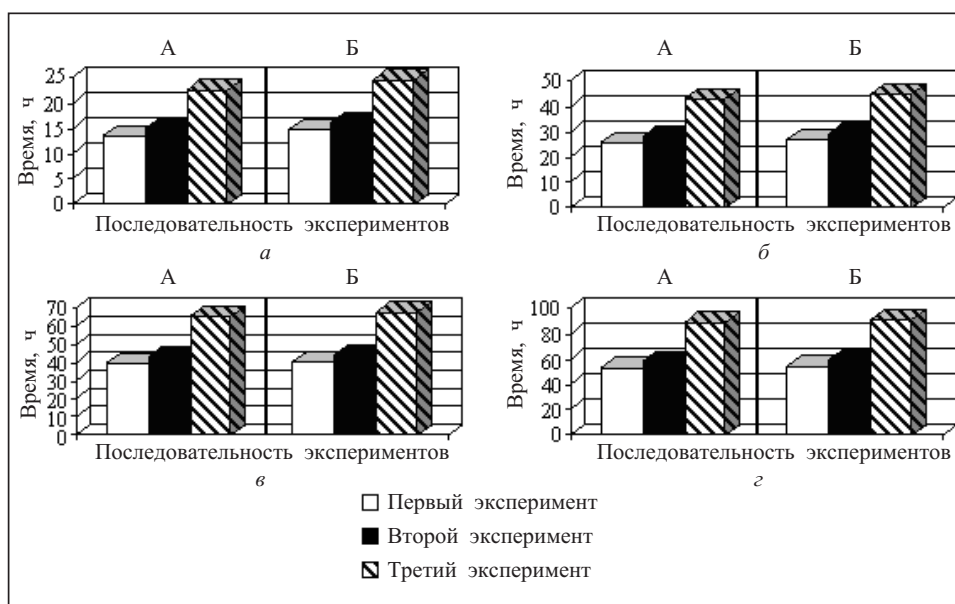 А Б
Время, ч
25
20
15
10
5
0
Последовательность экспериментов
а
А Б
Время, ч
50
40
30
20
10
0
Последовательность экспериментов
б
А Б
Время, ч
70
60
50
40
30
20
10
0
Последовательность экспериментов
в
А Б
Время, ч
100
80
60
40
20
0
Последовательность экспериментов
г
Первый эксперимент
Второй эксперимент
Третий эксперимент